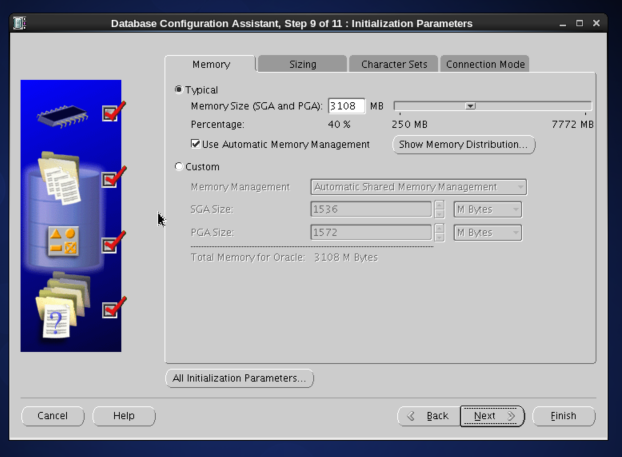 Database Configuration Assistant, Step 9 of 11 : Initialization Parameters
Memory Sizing Character Sets Connection Mode
Typical
Memory Size (SGA and PGA): 3108 MB
Percentage: 40 % 250 MB 7772 MB
Use Automatic Memory Management Show Memory Distribution...
Custom
Memory Management Automatic Shared Memory Management
SGA Size: 1536 M Bytes
PGA Size: 1572 M Bytes
Total Memory for Oracle: 3108 M Bytes
?
All Initialization Parameters...
Cancel Help Back Next Finish